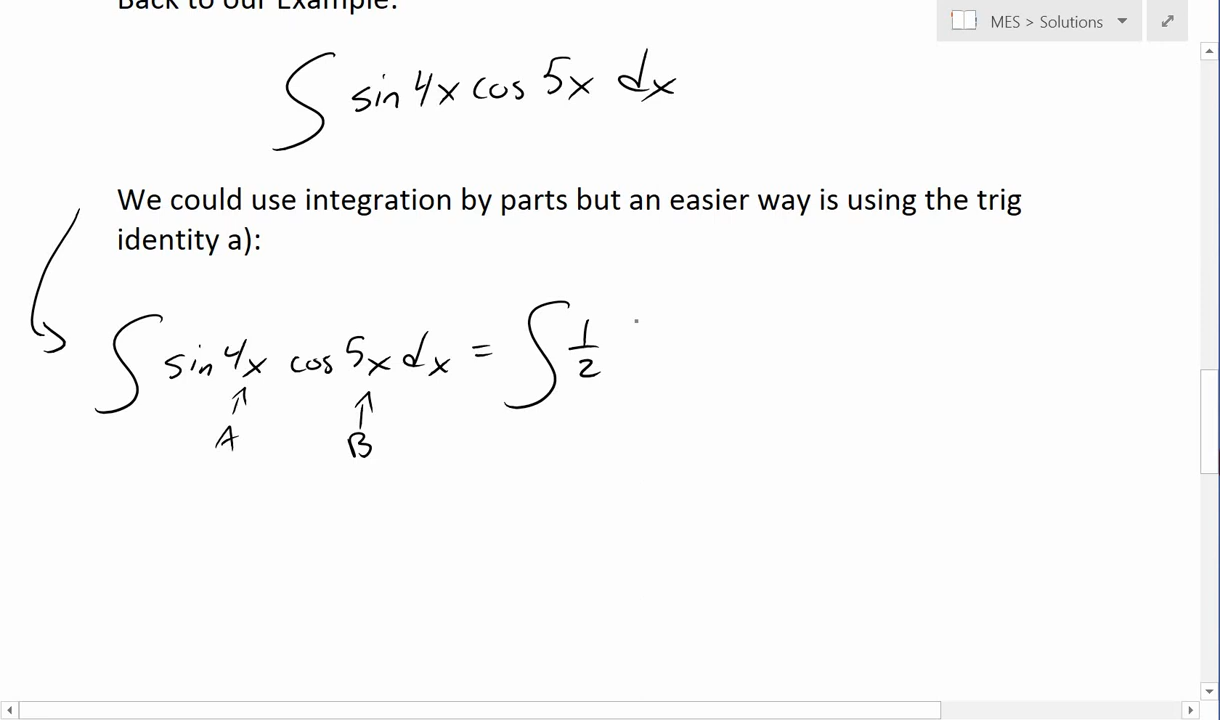 Back to our Example:
MES > Solutions
∫ sin 4x cos 5x dx
We could use integration by parts but an easier way is using the trig
identity a):
∫ sin 4x cos 5x dx = ∫ 1/2
A B